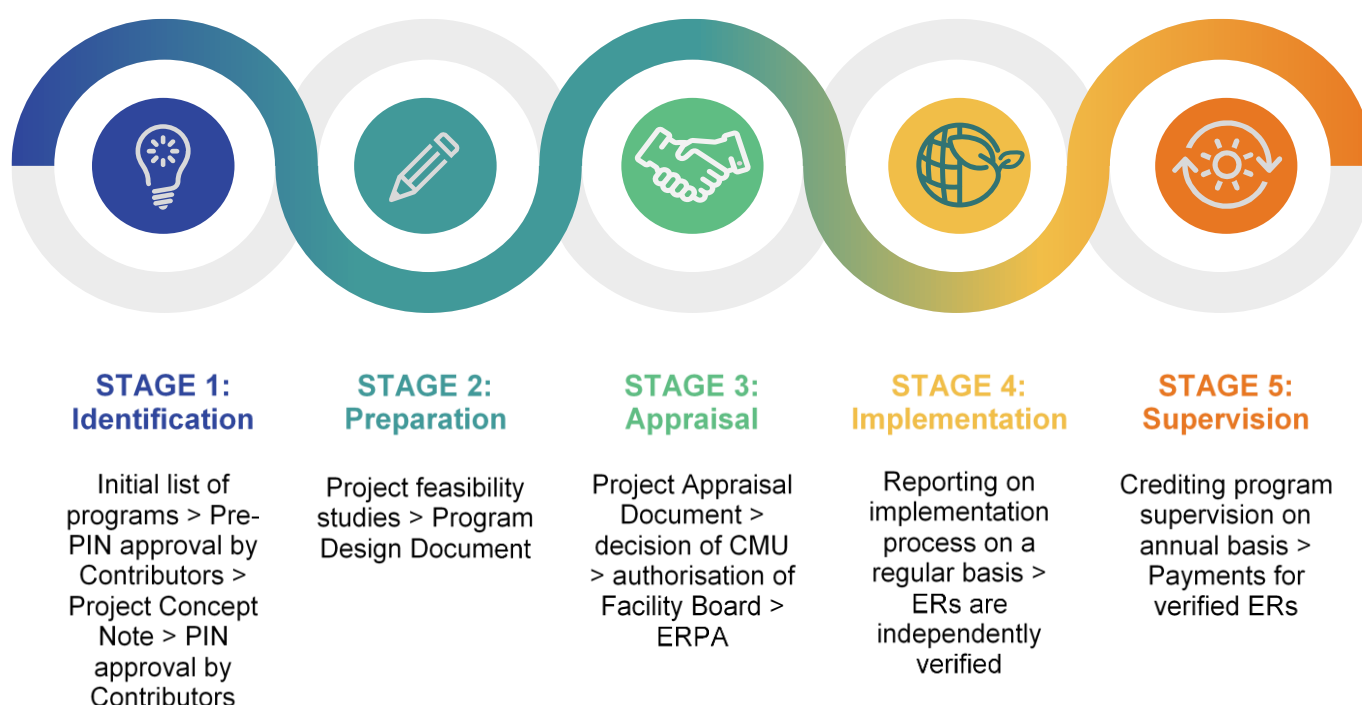 STAGE 1:
Identification
Initial list of
programs > Pre-
PIN approval by
Contributors >
Project Concept
Note > PIN
approval by
Contributors
STAGE 2:
Preparation
Project feasibility
studies > Program
Design Document
STAGE 3:
Appraisal
Project Appraisal
Document >
decision of CMU
> authorisation of
Facility Board >
ERPA
STAGE 4:
Implementation
Reporting on
implementation
process on a
regular basis >
ERs are
independently
verified
STAGE 5:
Supervision
Crediting program
supervision on
annual basis >
Payments for
verified ERs